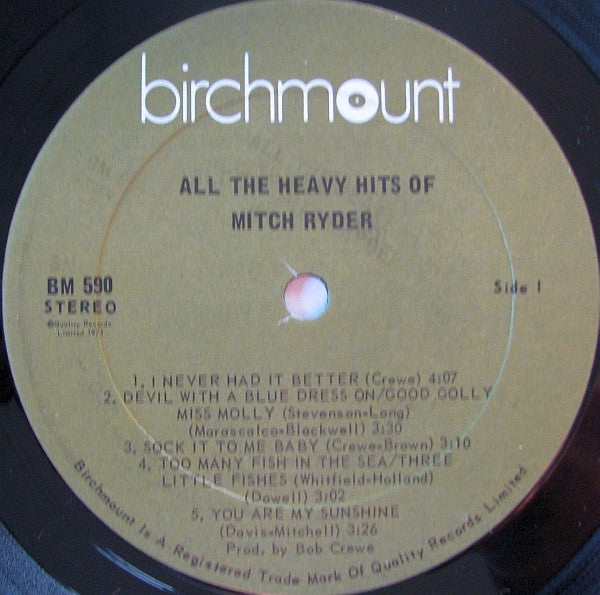 birchmount
ALL THE HEAVY HITS OF
MITCH RYDER
BM 590
STEREO
Side 1
©Quality Records
Limited
1. I NEVER HAD IT BETTER (Crewe) 4:07
2. DEVIL WITH A BLUE DRESS ON/GOOD GOLLY
MISS MOLLY (Stevenson-Long)
(Marascalco-Blackwell) 3:30
3. SOCK IT TO ME BABY (Crewe-Brown) 3:10
4. TOO MANY FISH IN THE SEA/THREE
LITTLE FISHES (Whitfield-Holland)
(Dowell) 3:02
5. YOU ARE MY SUNSHINE
(Davis-Mitchell) 3:26
Prod. by Bob Crewe
Birchmount Is A Registered Trade Mark Of Quality Records Limited